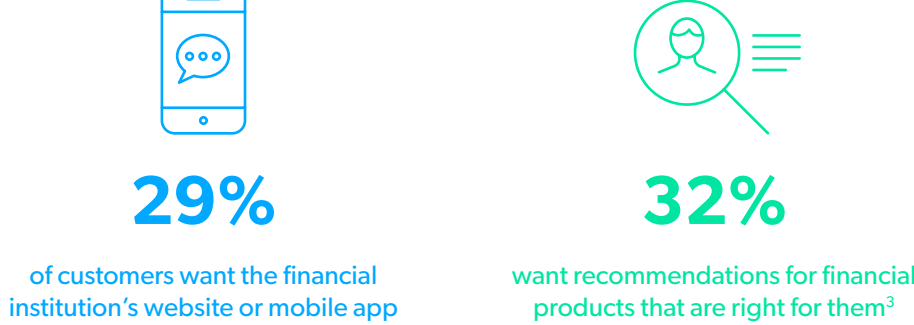 29%
of customers want the financial
institution’s website or mobile app
32%
want recommendations for financial
products that are right for them³